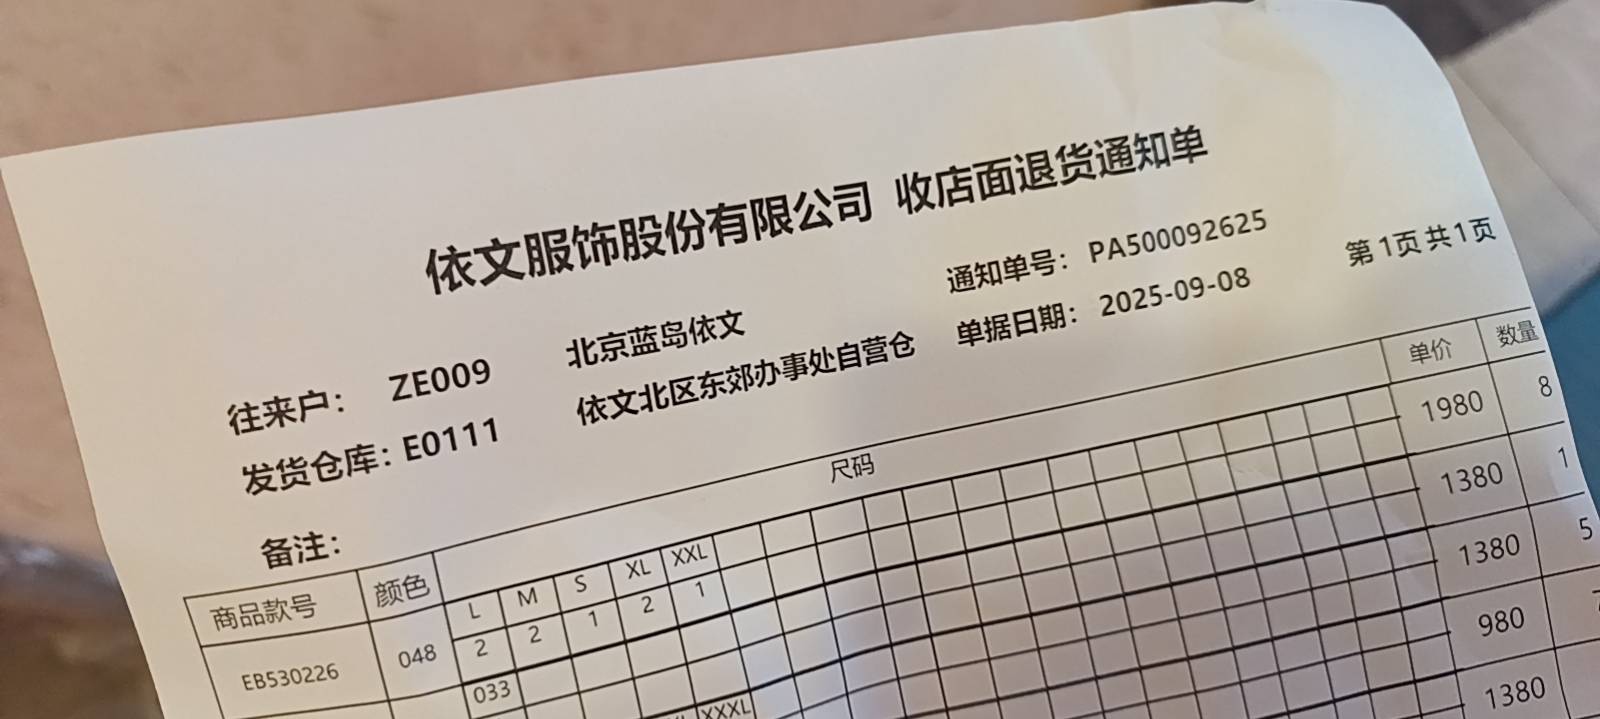 依文服饰股份有限公司 收店面退货通知单
通知单号： PA500092625
第 1页 共1页
往来户： ZE009 北京蓝岛依文
单据日期： 2025-09-08
发货仓库：E0111 依文北区东郊办事处自营仓
备注：
商品款号 颜色 尺码 单价 数量
L M S XL XXL
EB530226 048 2 2 1 2 1 1980 8
033
1380 1
XXXL
1380 5
980
1380